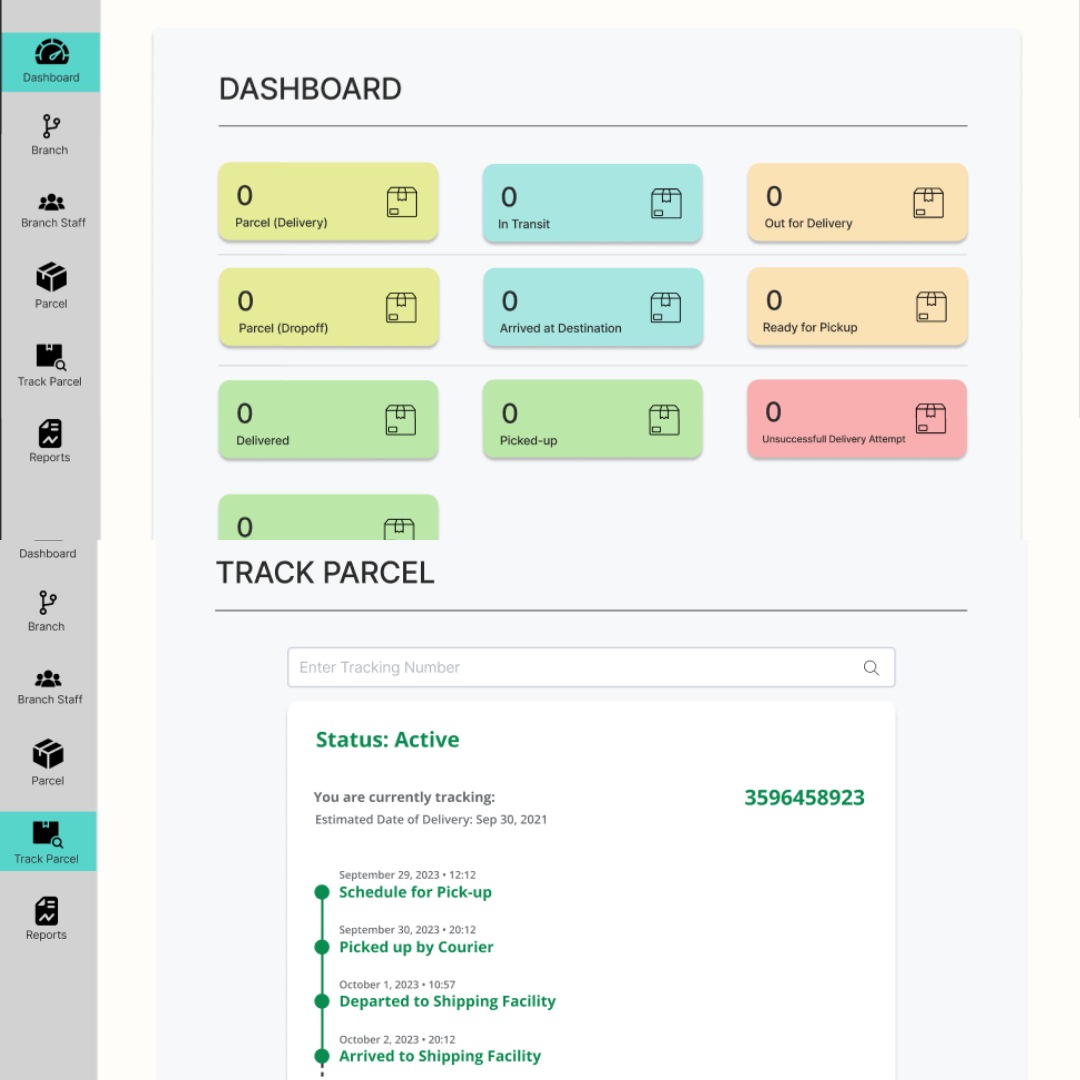 Dashboard
Branch
Branch Staff
Parcel
Track Parcel
Reports
DASHBOARD
0
Parcel (Delivery)
0
In Transit
0
Out for Delivery
0
Parcel (Dropoff)
0
Arrived at Destination
0
Ready for Pickup
0
Delivered
0
Picked-up
0
Unsuccessfull Delivery Attempt
0
Dashboard
Branch
Branch Staff
Parcel
Track Parcel
Reports
TRACK PARCEL
Enter Tracking Number
Status: Active
You are currently tracking:
3596458923
Estimated Date of Delivery: Sep 30, 2021
September 29, 2023 • 12:12
Schedule for Pick-up
September 30, 2023 • 20:12
Picked up by Courier
October 1, 2023 • 10:57
Departed to Shipping Facility
October 2, 2023 • 20:12
Arrived to Shipping Facility